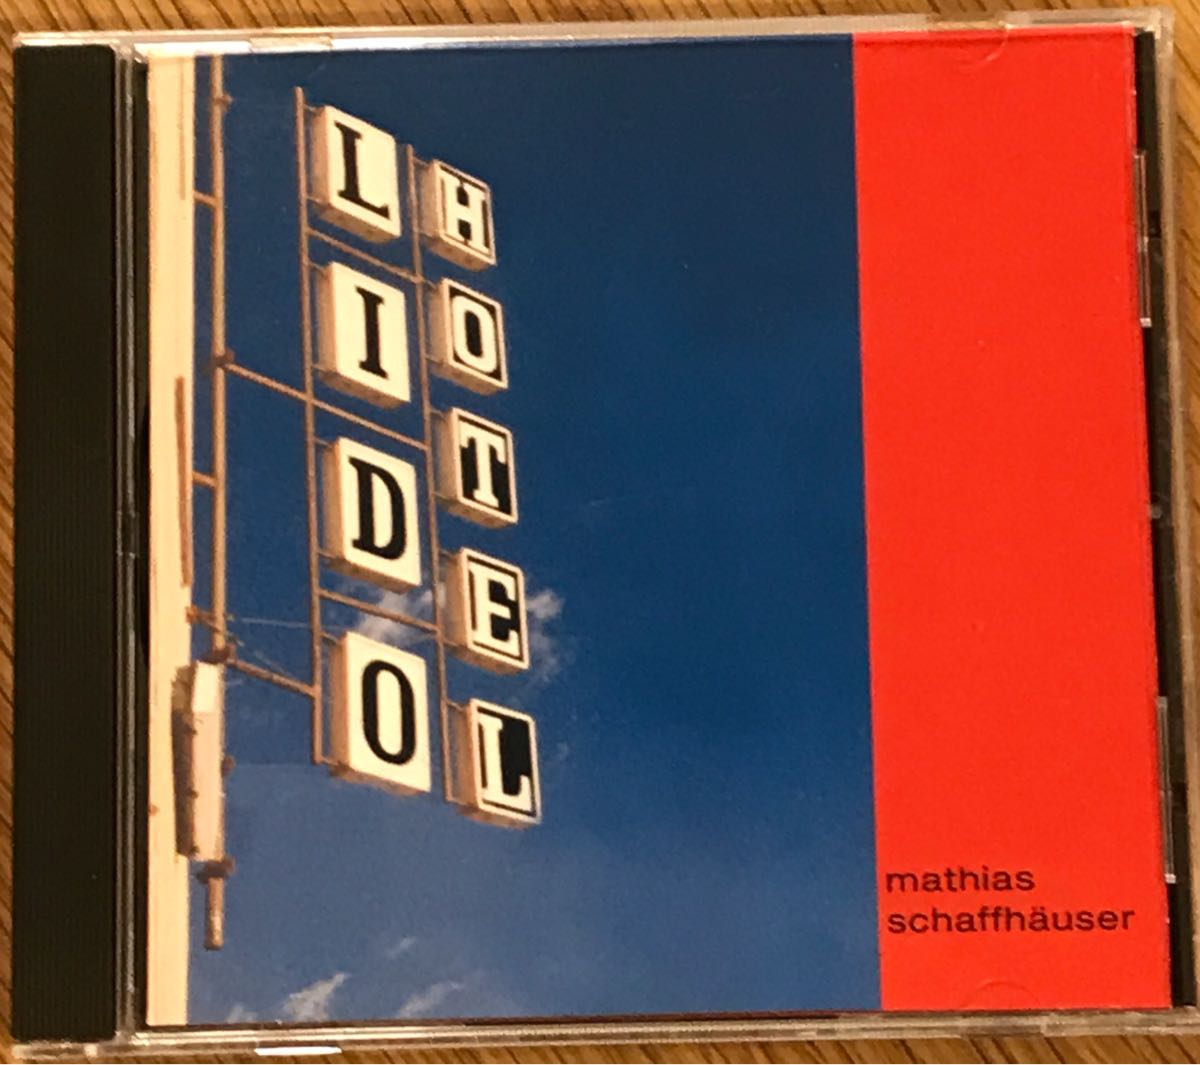 LIDO
HOTEL
mathias
schaffhäuser